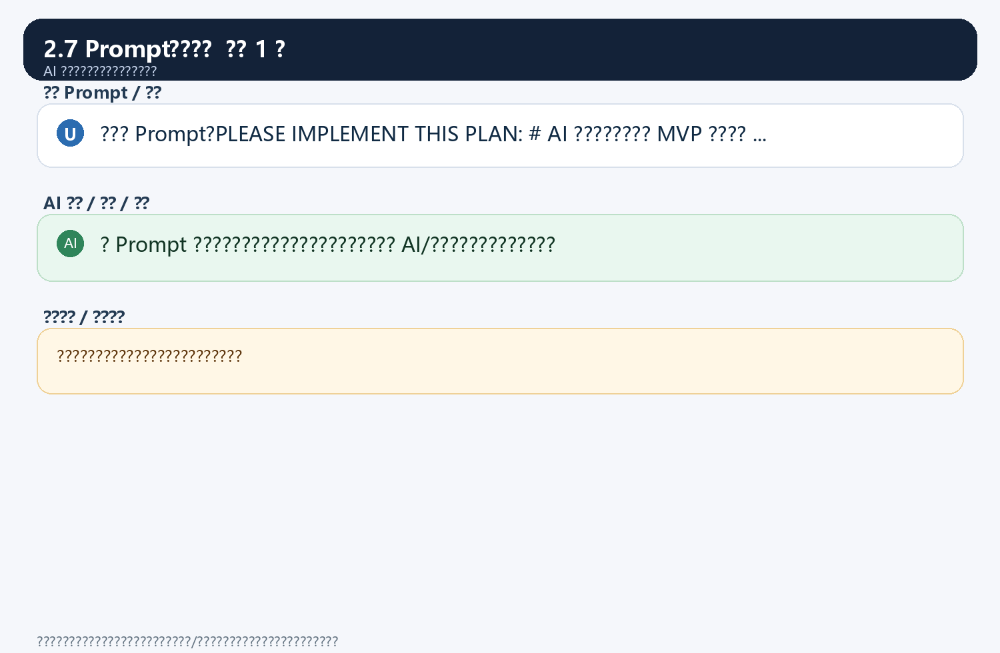 2.7 Prompt????  ?? 1 ?
AI ???????????????
?? Prompt / ??
U
??? Prompt?PLEASE IMPLEMENT THIS PLAN: # AI ???????? MVP ???? ...
AI ?? / ?? / ??
AI
? Prompt ????????????????????? AI/?????????????
???? / ????
????????????????????????
????????????????????????/??????????????????????